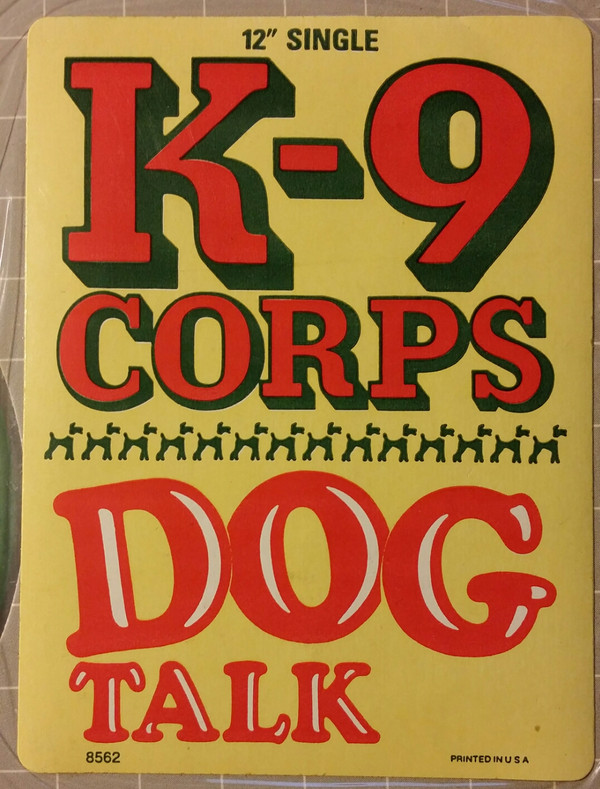 12" SINGLE
K-9
CORPS
DOG
TALK
8562
PRINTED IN U S A